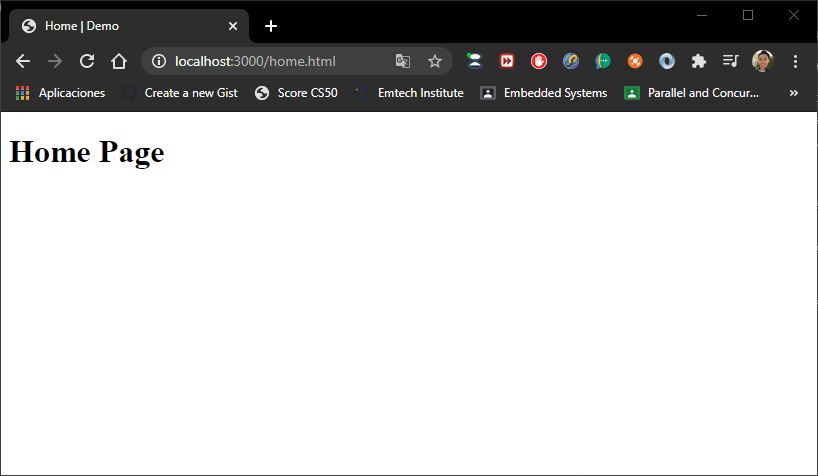 Home | Demo
localhost:3000/home.html
Aplicaciones Create a new Gist Score CS50 Emtech Institute Embedded Systems Parallel and Concur... »
Home Page